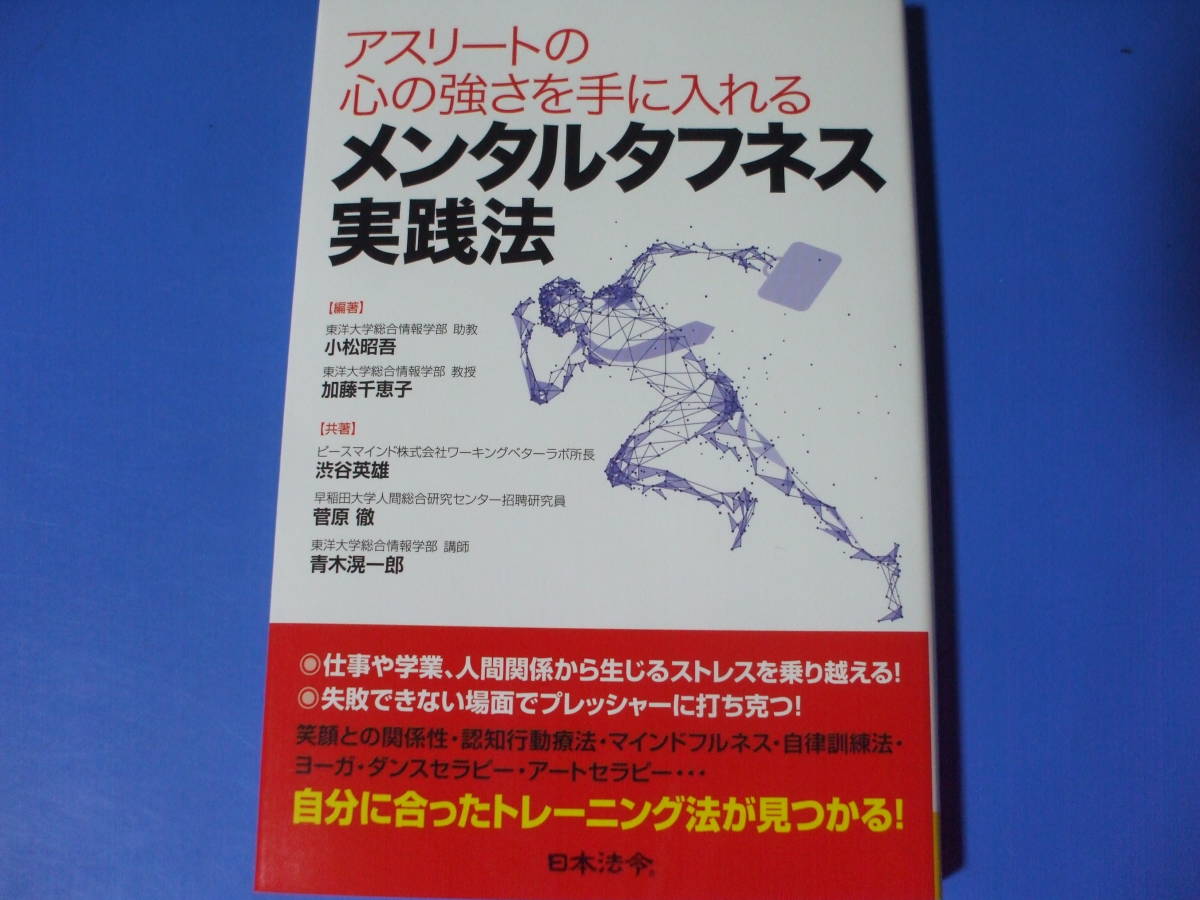 アスリートの
心の強さを手に入れる
メンタルタフネス
実践法
【編著】
東洋大学総合情報学部 助教
小松昭吾
東洋大学総合情報学部 教授
加藤千恵子
【共著】
ピースマインド株式会社ワーキングベターラボ所長
渋谷英雄
早稲田大学人間総合研究センター招聘研究員
菅原 徹
東洋大学総合情報学部 講師
青木滉一郎
◉仕事や学業、人間関係から生じるストレスを乗り越える!
◉失敗できない場面でプレッシャーに打ち克つ!
笑顔との関係性・認知行動療法・マインドフルネス・自律訓練法・
ヨーガ・ダンスセラピー・アートセラピー・・・
自分に合ったトレーニング法が見つかる!
日本法令®